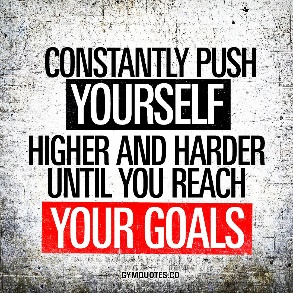 CONSTANTLY PUSH
YOURSELF
HIGHER AND HARDER
UNTIL YOU REACH
YOUR GOALS
GYMQUOTES.CO